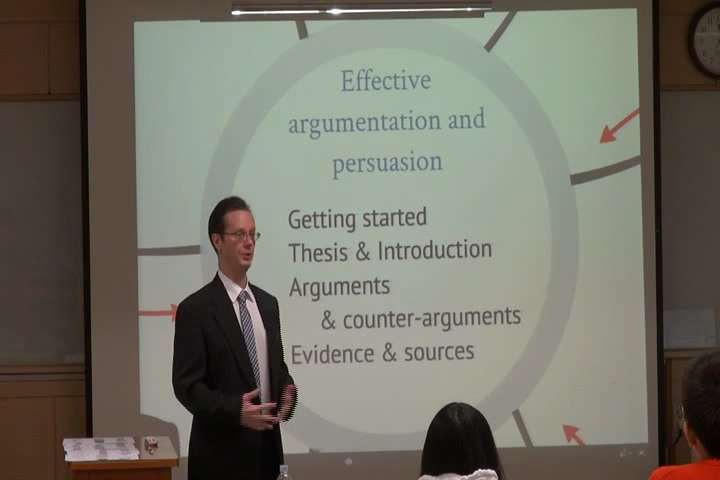 Effective
argumentation and
persuasion
Getting started
Thesis & Introduction
Arguments
& counter-arguments
Evidence & sources